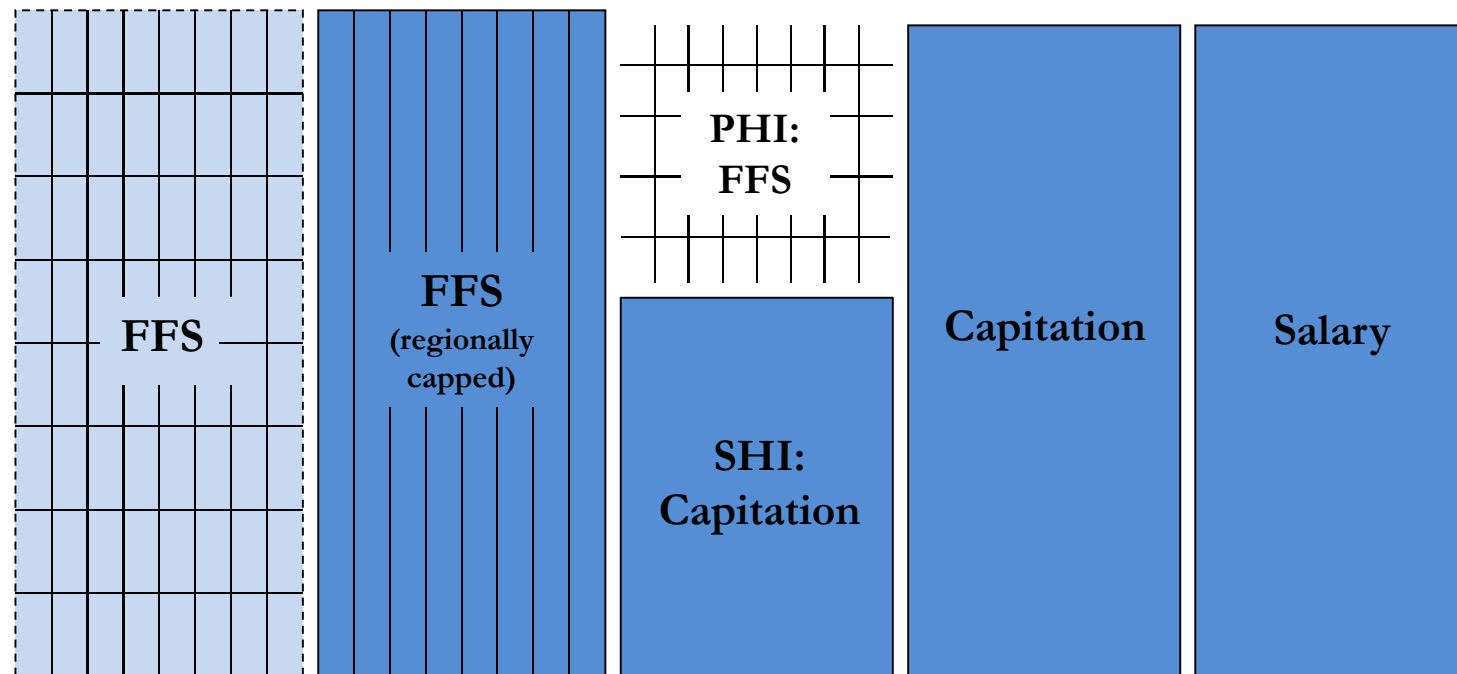 FFS
FFS
(regionally
capped)
PHI:
FFS
SHI:
Capitation
Capitation
Salary